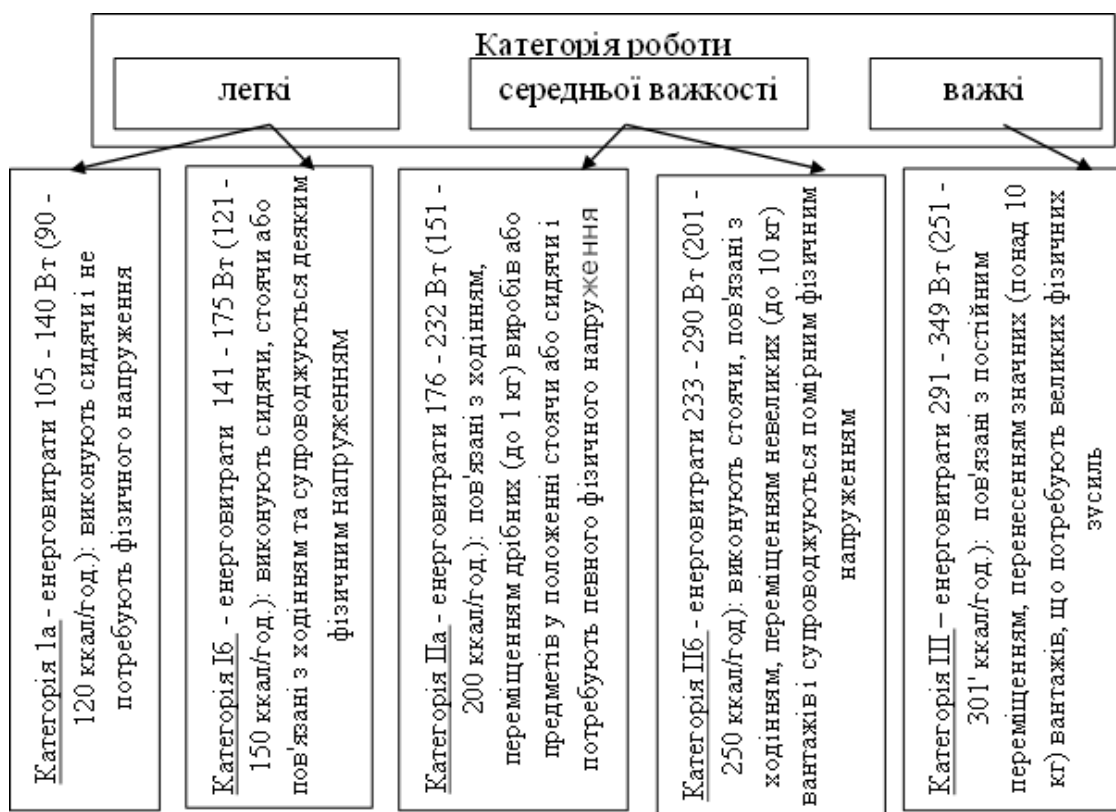 Категорія роботи
легкі
середньої важкості
важкі
Категорія 1а - енерговитрати 105 - 140 Вт (90 -
120 ккал/год.): виконують сидячи і не
потребують фізичного напруження
Категорія Іб - енерговитрати 141 - 175 Вт (121 -
150 ккал/год.): виконують сидячи, стоячи або
пов'язані з ходінням та супроводжуються деяким
фізичним напруженням
Категорія ІІа - енерговитрати 176 - 232 Вт (151 -
200 ккал/год.): пов'язані з ходінням,
переміщенням дрібних (до 1 кг) виробів або
предметів у положенні стоячи або сидячи і
потребують певного фізичного напруження
Категорія ІІб - енерговитрати 233 - 290 Вт (201 -
250 ккал/год): виконують стоячи, пов'язані з
ходінням, переміщенням невеликих (до 10 кг)
вантажів і супроводжуються помірним фізичним
напруженням
Категорія ІІІ – енерговитрати 291 - 349 Вт (251 -
301' ккал/год.): пов'язані з постійним
переміщенням, перенесенням значних (понад 10
кг) вантажів, що потребують великих фізичних
зусиль